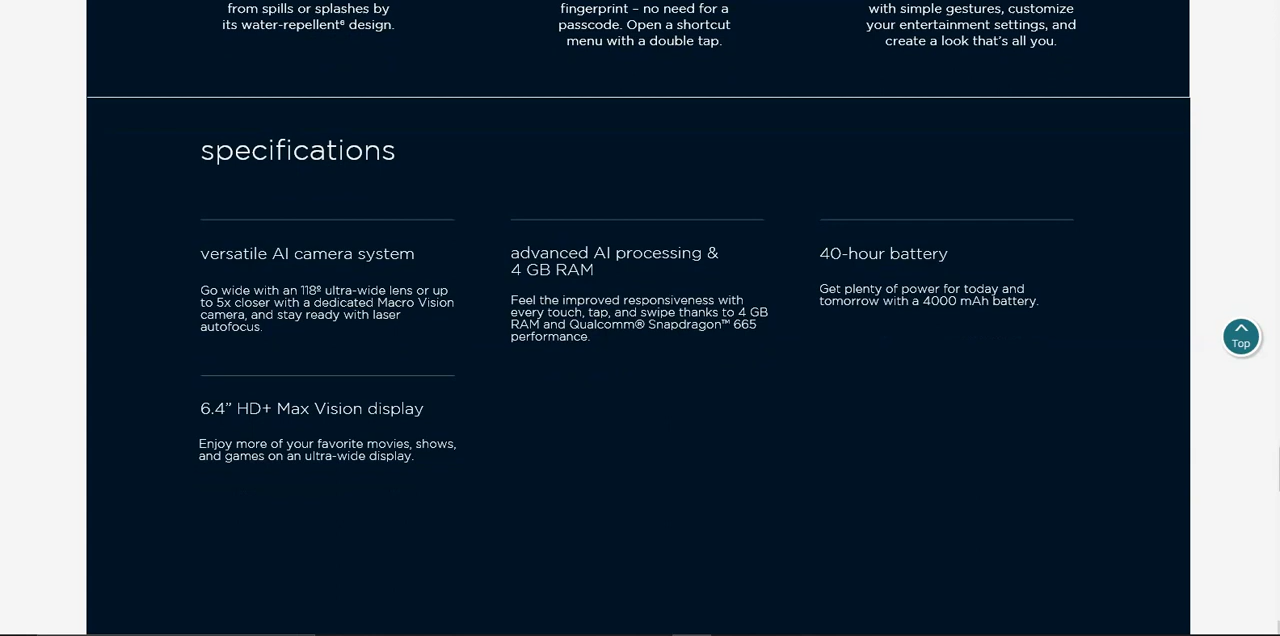 from spills or splashes by
its water-repellent⁶ design.
fingerprint – no need for a
passcode. Open a shortcut
menu with a double tap.
with simple gestures, customize
your entertainment settings, and
create a look that's all you.
specifications
versatile AI camera system
Go wide with an 118º ultra-wide lens or up
to 5x closer with a dedicated Macro Vision
camera, and stay ready with laser
autofocus.
advanced AI processing &
4 GB RAM
Feel the improved responsiveness with
every touch, tap, and swipe thanks to 4 GB
RAM and Qualcomm® Snapdragon™ 665
performance.
40-hour battery
Get plenty of power for today and
tomorrow with a 4000 mAh battery.
6.4” HD+ Max Vision display
Enjoy more of your favorite movies, shows,
and games on an ultra-wide display.
Top